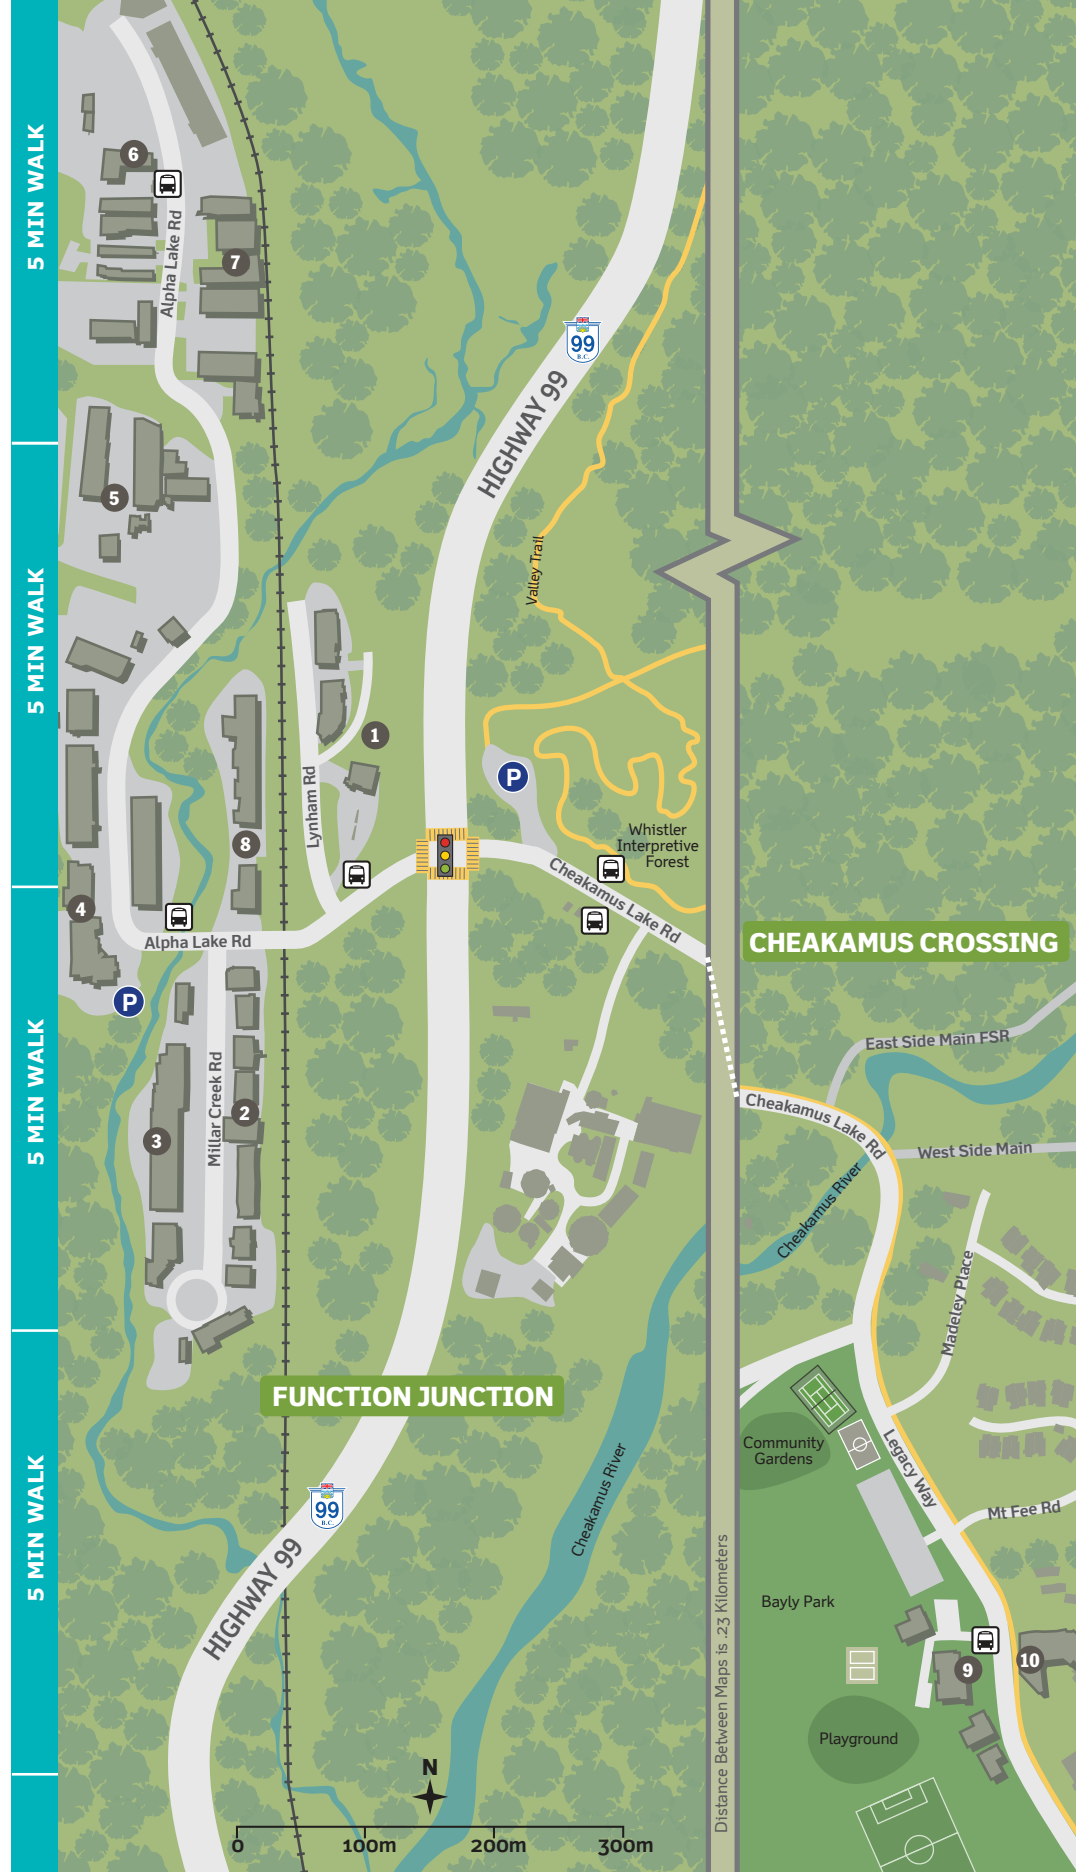 5 MIN WALK
5 MIN WALK
5 MIN WALK
5 MIN WALK
6
Alpha Lake Rd
7
99
B.C.
HIGHWAY 99
5
Valley Trail
1
P
Lynham Rd
8
Whistler
Interpretive
Forest
Cheakamus Lake Rd
4
Alpha Lake Rd
CHEAKAMUS CROSSING
P
East Side Main FSR
Millar Creek Rd
2
3
Cheakamus Lake Rd
West Side Main
Cheakamus River
Madeley Place
FUNCTION JUNCTION
Community
Gardens
Legacy Way
Cheakamus River
99
B.C.
Mt Fee Rd
HIGHWAY 99
Distance Between Maps is .23 Kilometers
Bayly Park
9
10
Playground
N
0 100m 200m 300m